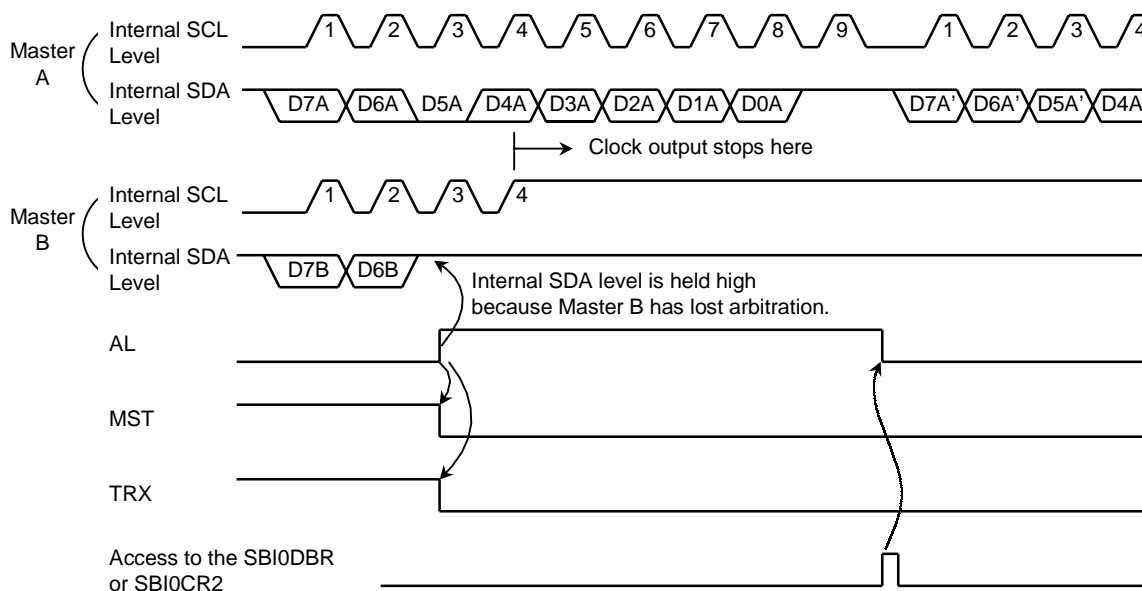 Master
A
Internal SCL
Level
1 2 3 4 5 6 7 8 9 1 2 3 4
Internal SDA
Level
D7A D6A D5A D4A D3A D2A D1A D0A D7A’ D6A’ D5A’ D4A
Clock output stops here
Master
B
Internal SCL
Level
1 2 3 4
Internal SDA
Level
D7B D6B
Internal SDA level is held high
because Master B has lost arbitration.
AL
MST
TRX
Access to the SBI0DBR
or SBI0CR2